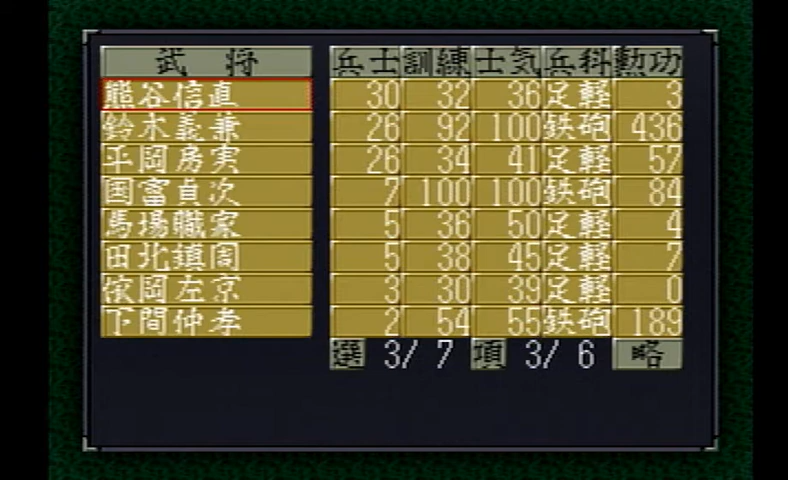 武将 兵士 訓練 士気 兵科 勲功
熊谷信直 30 32 36 足軽 3
鈴木義兼 26 92 100 鉄砲 436
平岡房実 26 34 41 足軽 57
国富貞次 7 100 100 鉄砲 84
馬場職家 5 36 50 足軽 4
田北鎮周 5 38 45 足軽 7
岡左京 3 30 39 足軽 0
下間仲孝 2 54 55 鉄砲 189
選 3/ 7 項 3/ 6 略